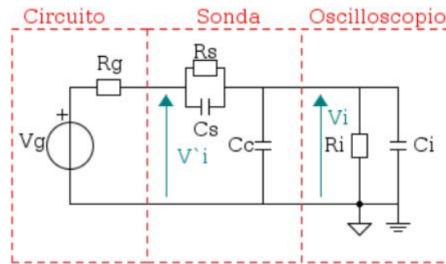 Circuito Sonda Oscilloscopio
Rg Rs
+
Cs Vi
Vg V`i Cc Ri Ci